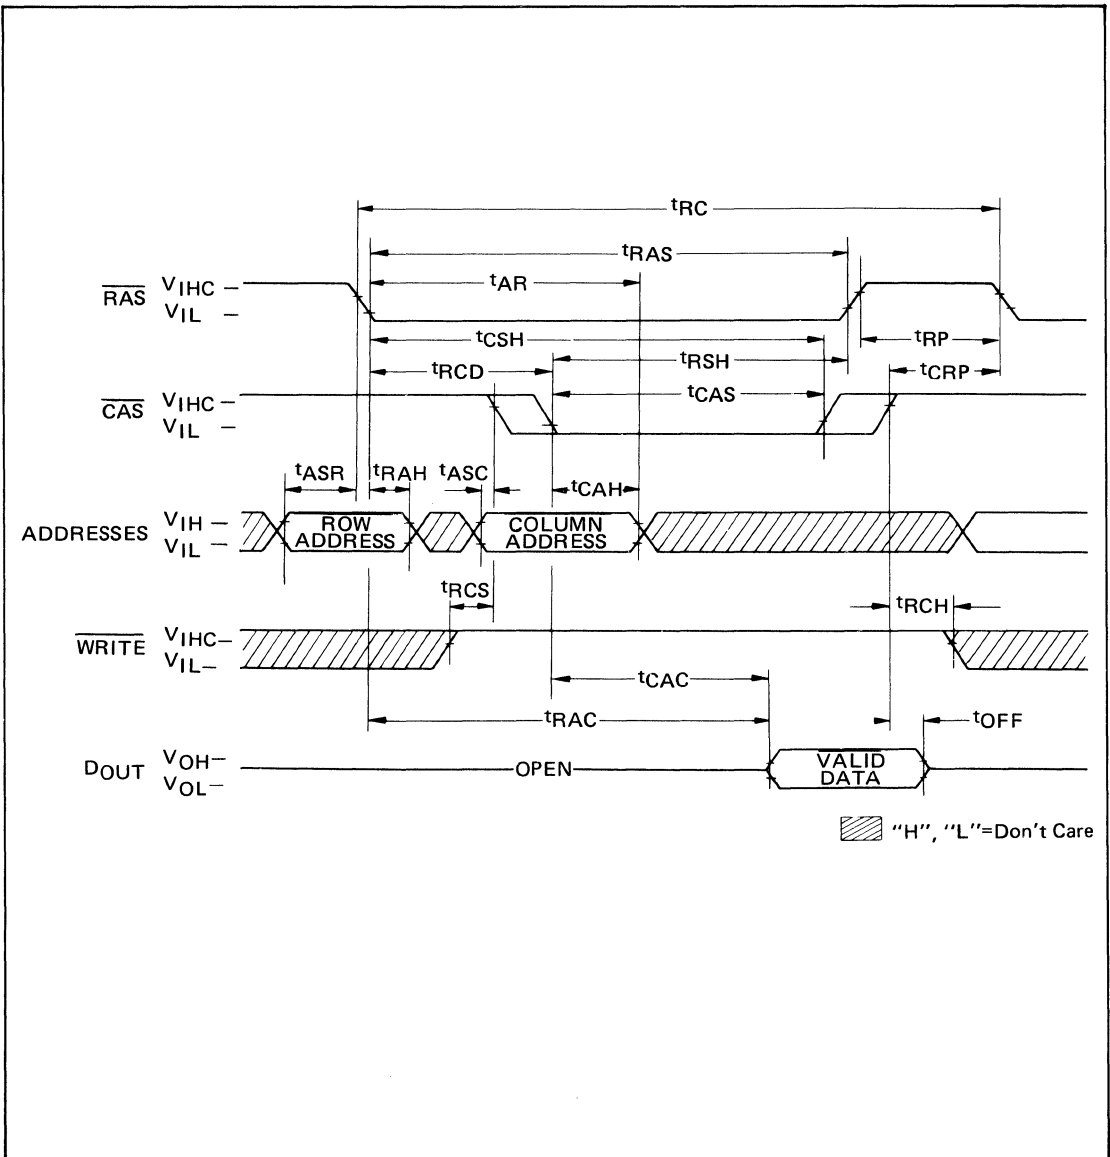 tRC
tRAS
tAR
RAS VIHC –
VIL –
tCSH
tRSH
tRP
tRCD
tCAS
tCRP
CAS VIHC –
VIL –
tASR tRAH tASC tCAH
ADDRESSES VIH –
VIL –
ROW
ADDRESS
COLUMN
ADDRESS
tRCS
tRCH
WRITE VIHC–
VIL–
tCAC
tRAC
tOFF
DOUT VOH–
VOL–
OPEN
VALID
DATA
"H", "L"=Don't Care